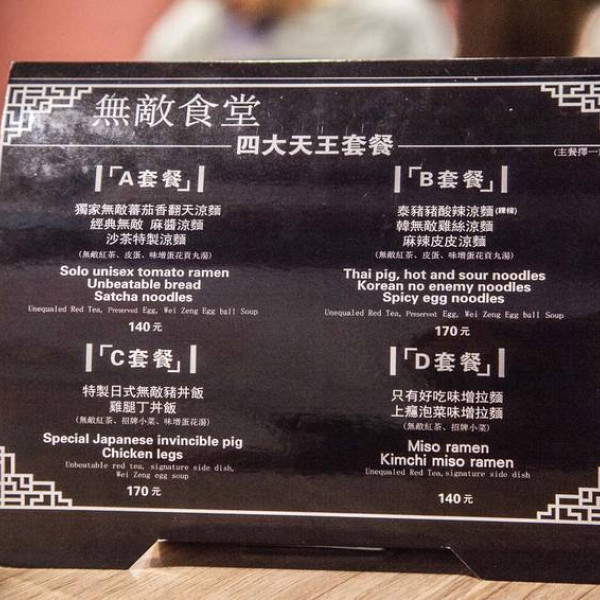 無敵食堂
四大天王套餐
(主餐擇一
「A套餐」
獨家無敵蕃茄香翻天涼麵
經典無敵 麻醬涼麵
沙茶特製涼麵
(無敵紅茶、皮蛋、味增蛋花貢丸湯)
Solo unisex tomato ramen
Unbeatable bread
Satcha noodles
Unequaled Red Tea, Preserved Egg, Wei Zeng Egg ball Soup
140元
「B套餐」
泰豬豬酸辣涼麵
韓無敵雞絲涼麵
麻辣皮皮涼麵
(無敵紅茶、皮蛋、味增蛋花貢丸湯)
Thai pig, hot and sour noodles
Korean no enemy noodles
Spicy egg noodles
Unequaled Red Tea, Preserved Egg, Wei Zeng Egg ball Soup
170元
「C套餐」
特製日式無敵豬丼飯
雞腿丁丼飯
(無敵紅茶、招牌小菜、味增蛋花湯)
Special Japanese invincible pig
Chicken legs
Unbeatable red tea, signature side dish,
Wei Zeng egg soup
170元
「D套餐」
只有好吃味增拉麵
上癮泡菜味增拉麵
(無敵紅茶、招牌小菜)
Miso ramen
Kimchi miso ramen
Unequaled Red Tea,signature side dish
140元